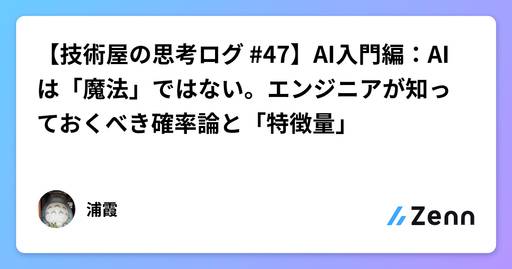 【技術屋の思考ログ #47】AI入門編：AI
は「魔法」ではない。エンジニアが知っ
ておくべき確率論と「特徴量」
浦霞
Zenn